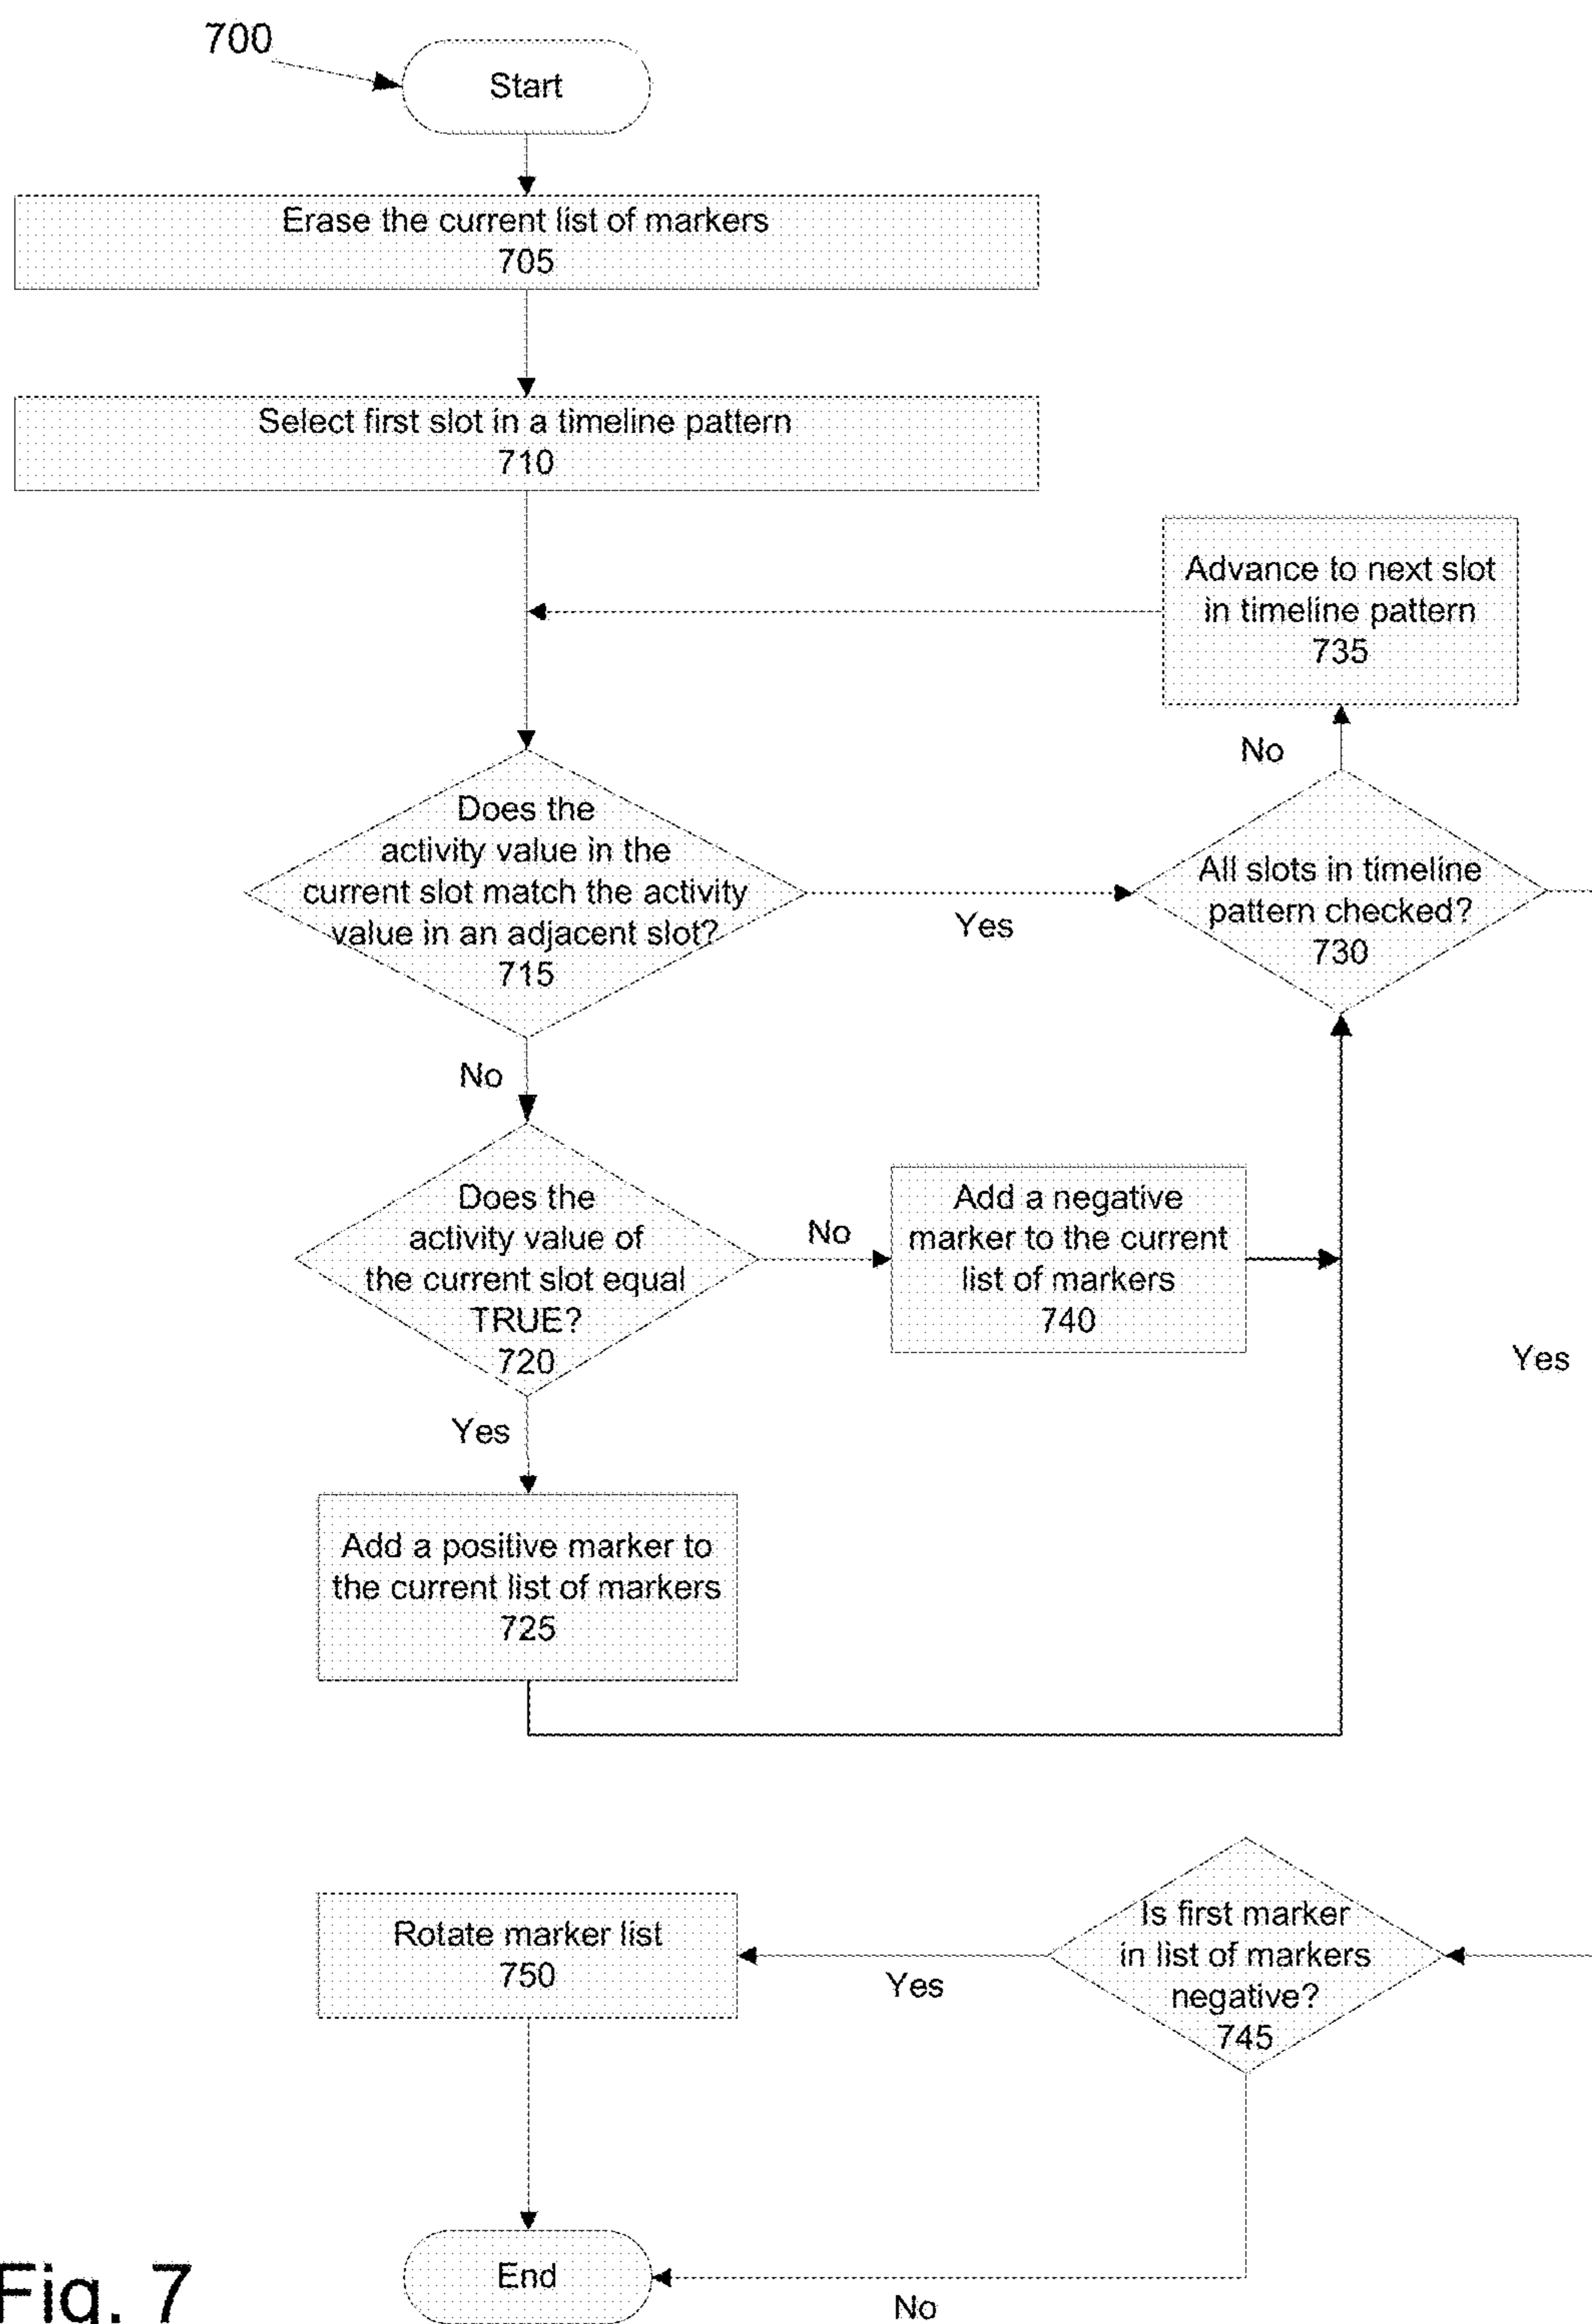 700
Start
Erase the current list of markers
705
Select first slot in a timeline pattern
710
Advance to next slot
in timeline pattern
735
No
Does the
activity value in the
current slot match the activity
value in an adjacent slot?
715
Yes
All slots in timeline
pattern checked?
730
No
Does the
activity value of
the current slot equal
TRUE?
720
No
Add a negative
marker to the current
list of markers
740
Yes
Yes
Add a positive marker to
the current list of markers
725
Rotate marker list
750
Yes
Is first marker
in list of markers
negative?
745
End
No
Fig. 7